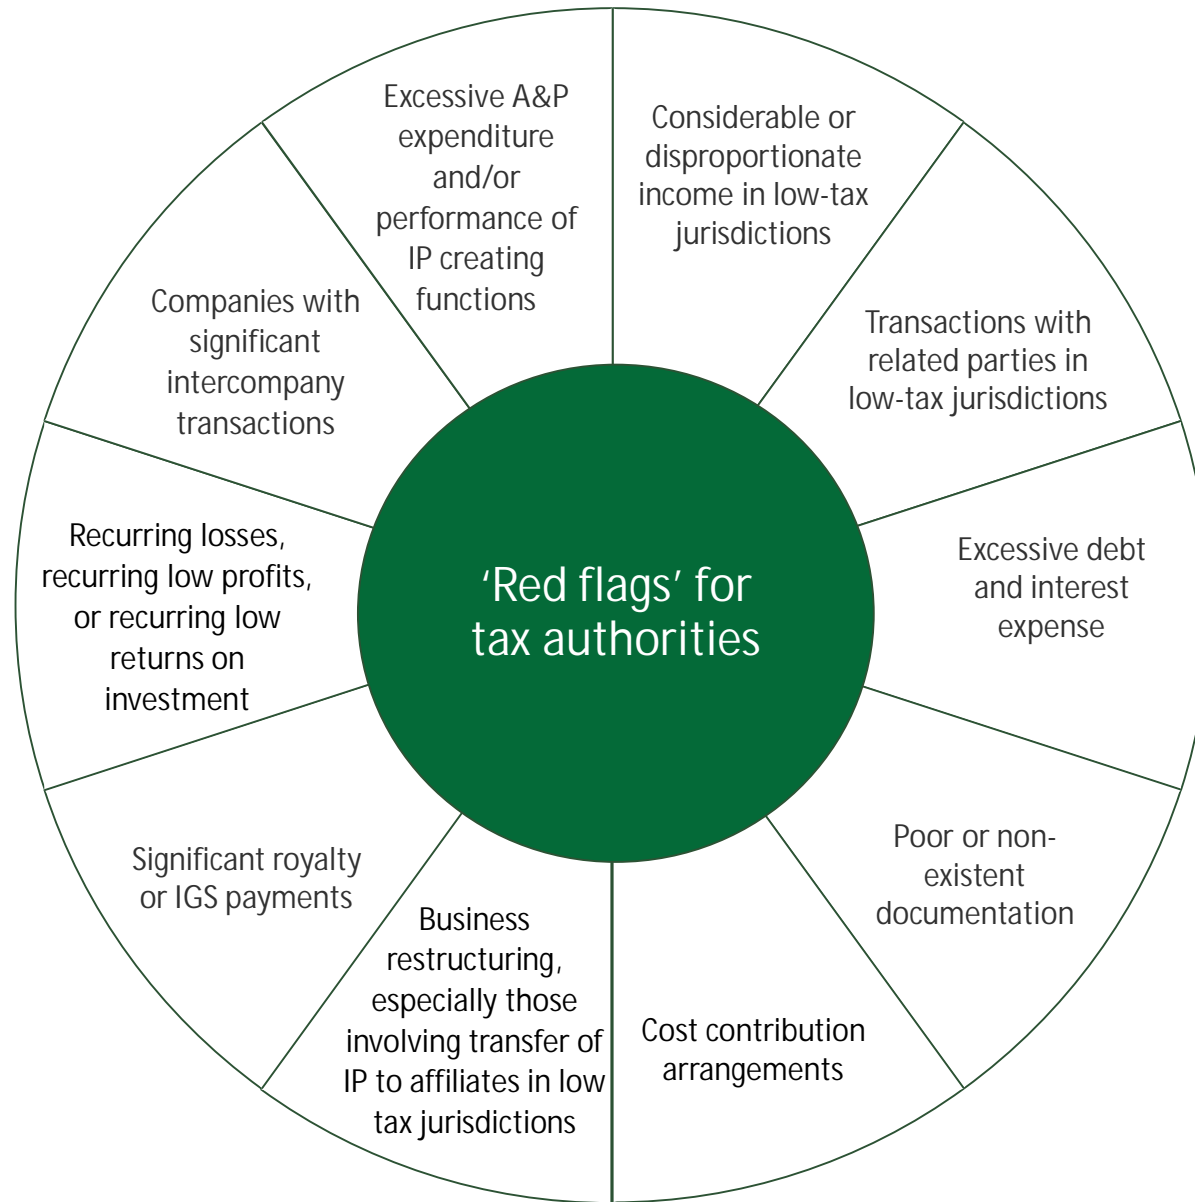 Excessive A&P
expenditure
and/or
performance of
IP creating
functions
Considerable or
disproportionate
income in low-tax
jurisdictions
Transactions with
related parties in
low-tax jurisdictions
Excessive debt
and interest
expense
Poor or non-
existent
documentation
Cost contribution
arrangements
Business
restructuring,
especially those
involving transfer of
IP to affiliates in low
tax jurisdictions
Significant royalty
or IGS payments
Recurring losses,
recurring low profits,
or recurring low
returns on
investment
Companies with
significant
intercompany
transactions
‘Red flags’ for
tax authorities